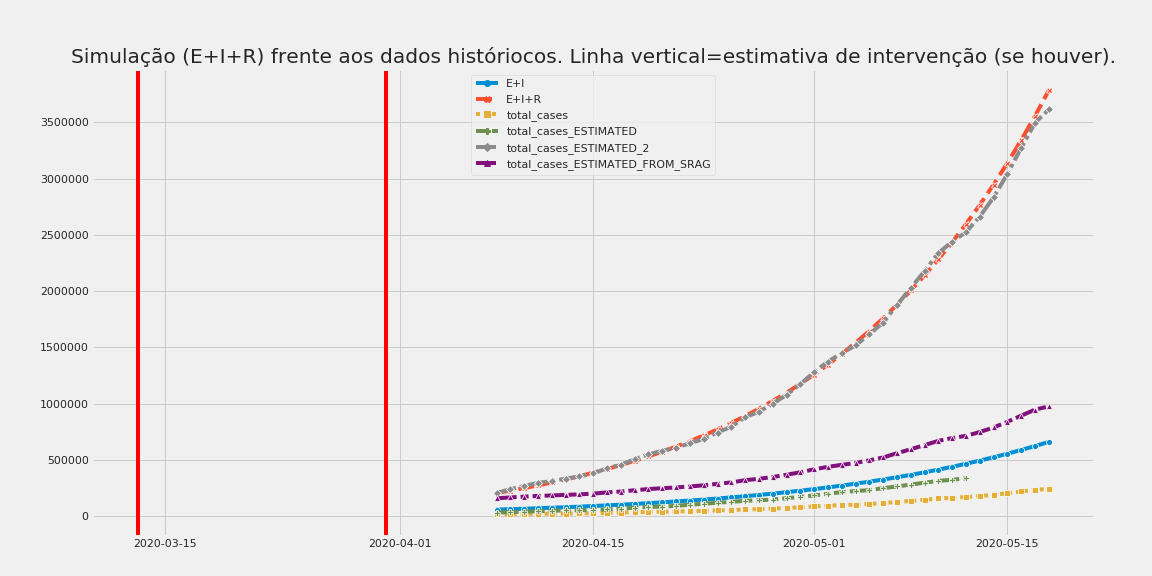 Simulação (E+I+R) frente aos dados históriocos. Linha vertical=estimativa de intervenção (se houver).
E+I
E+I+R
total_cases
total_cases_ESTIMATED
total_cases_ESTIMATED_2
total_cases_ESTIMATED_FROM_SRAG
3500000
3000000
2500000
2000000
1500000
1000000
500000
0
2020-03-15 2020-04-01 2020-04-15 2020-05-01 2020-05-15